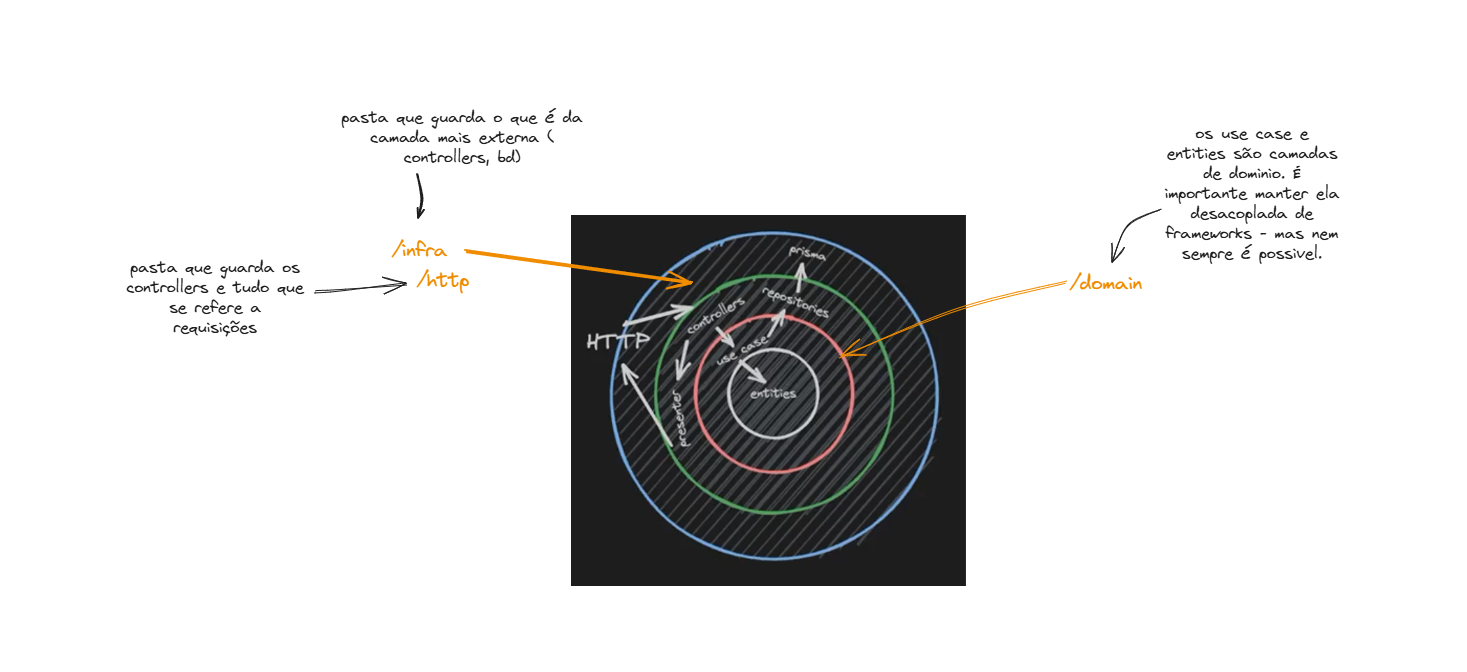 pasta que guarda o que é da
camada mais externa (
controllers, bd)
/infra
/http
pasta que guarda os
controllers e tudo que
se refere a
requisições
os use case e
entities são camadas
de dominio. É
importante manter ela
desacoplada de
frameworks - mas nem
sempre é possivel.
/domain
prisma
repositories
controllers
HTTP
use case
entities
presenter